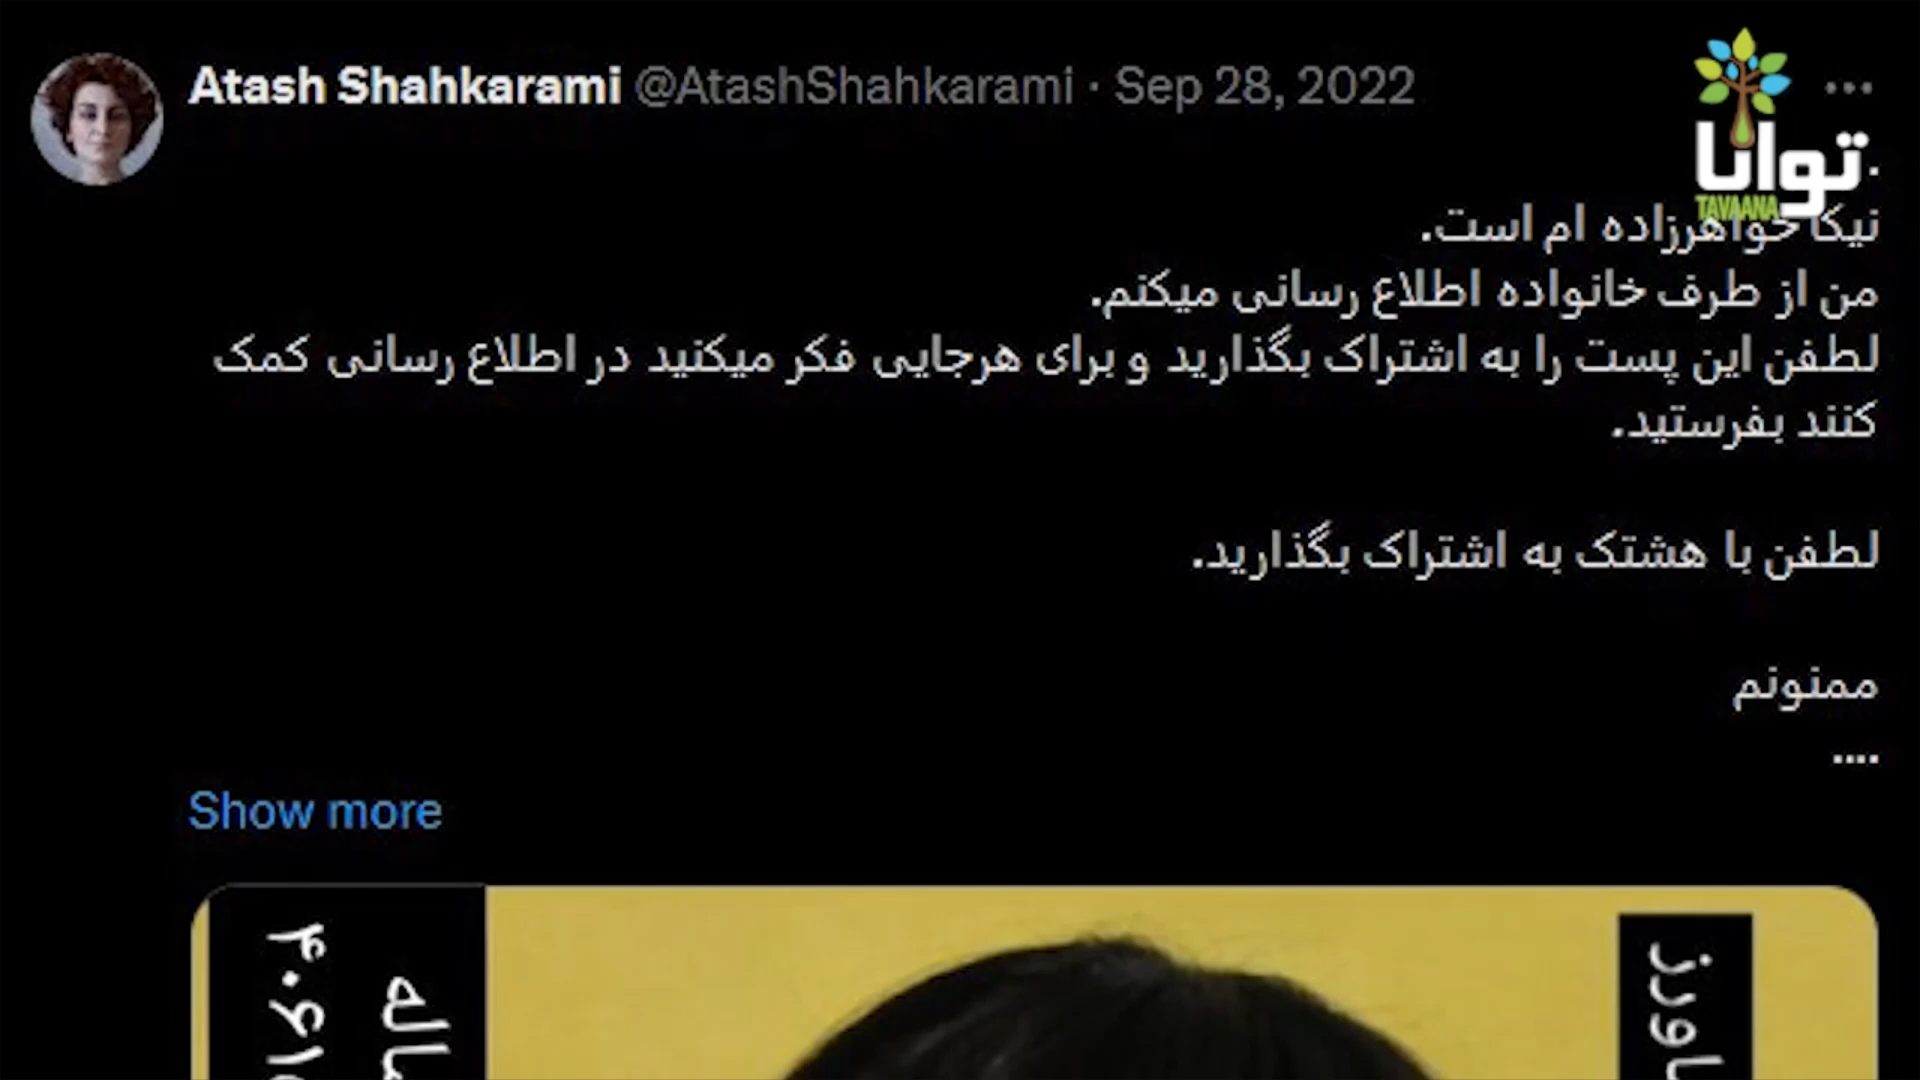 Atash Shahkarami @AtashShahkarami · Sep 28, 2022
توانا
TAVAANA
.
نیکا خواهرزاده ام است.
من از طرف خانواده اطلاع رسانی میکنم.
لطفن این پست را به اشتراک بگذارید و برای هرجایی فکر میکنید در اطلاع رسانی کمک
کنند بفرستید.
لطفن با هشتک به اشتراک بگذارید.
ممنونم
....
Show more